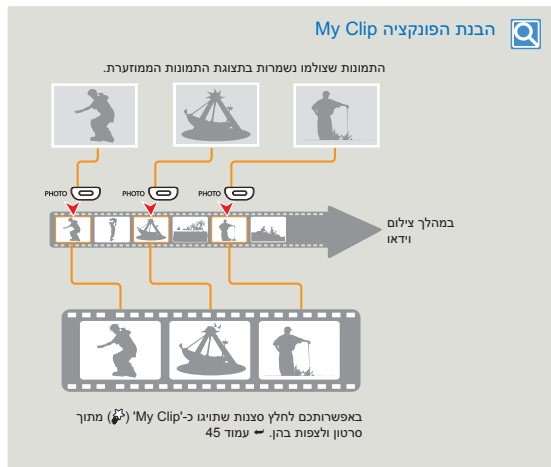 הבנת הפונקציה My Clip
התמונות שצולמו נשמרות בתצוגת התמונות הממוזערת.
PHOTO PHOTO PHOTO
במהלך צילום
וידאו
באפשרותכם לחלץ סצנות שתויגו כ-'My Clip' () מתוך
סרטון ולצפות בהן. עמוד 45